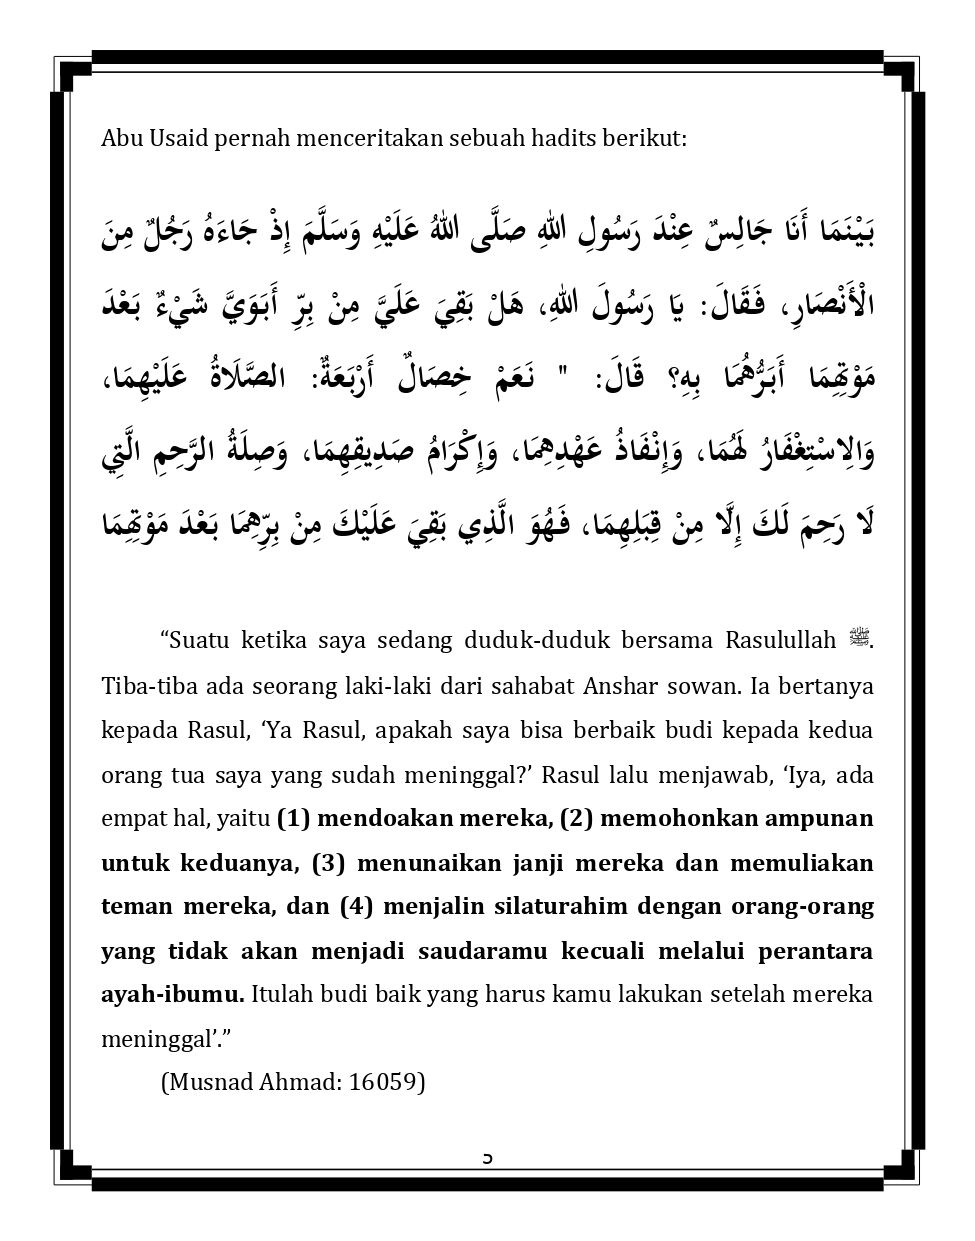 Abu Usaid pernah menceritakan sebuah hadits berikut:
بَيْنَمَا أَنَا جَالِسٌ عِنْدَ رَسُولِ اللهِ صَلَّى اللهُ عَلَيْهِ وَسَلَّمَ إِذْ جَاءَهُ رَجُلٌ مِنَ
الْأَنْصَارِ، فَقَالَ: يَا رَسُولَ اللهِ، هَلْ بَقِيَ عَلَيَّ مِنْ بِرِّ أَبَوَيَّ شَيْءٌ بَعْدَ
مَوْتِهِمَا أَبَرُّهُمَا بِهِ؟ قَالَ: " نَعَمْ خِصَالٌ أَرْبَعَةٌ: الصَّلَاةُ عَلَيْهِمَا،
وَالِاسْتِغْفَارُ لَهُمَا، وَإِنْفَاذُ عَهْدِهِمَا، وَإِكْرَامُ صَدِيقِهِمَا، وَصِلَةُ الرَّحِمِ الَّتِي
لَا رَحِمَ لَكَ إِلَّا مِنْ قِبَلِهِمَا، فَهُوَ الَّذِي بَقِيَ عَلَيْكَ مِنْ بِرِّهِمَا بَعْدَ مَوْتِهِمَا
“Suatu ketika saya sedang duduk-duduk bersama Rasulullah ﷺ.
Tiba-tiba ada seorang laki-laki dari sahabat Anshar sowan. Ia bertanya
kepada Rasul, ‘Ya Rasul, apakah saya bisa berbaik budi kepada kedua
orang tua saya yang sudah meninggal?’ Rasul lalu menjawab, ‘Iya, ada
empat hal, yaitu (1) mendoakan mereka, (2) memohonkan ampunan
untuk keduanya, (3) menunaikan janji mereka dan memuliakan
teman mereka, dan (4) menjalin silaturahim dengan orang-orang
yang tidak akan menjadi saudaramu kecuali melalui perantara
ayah-ibumu. Itulah budi baik yang harus kamu lakukan setelah mereka
meninggal’.”
(Musnad Ahmad: 16059)